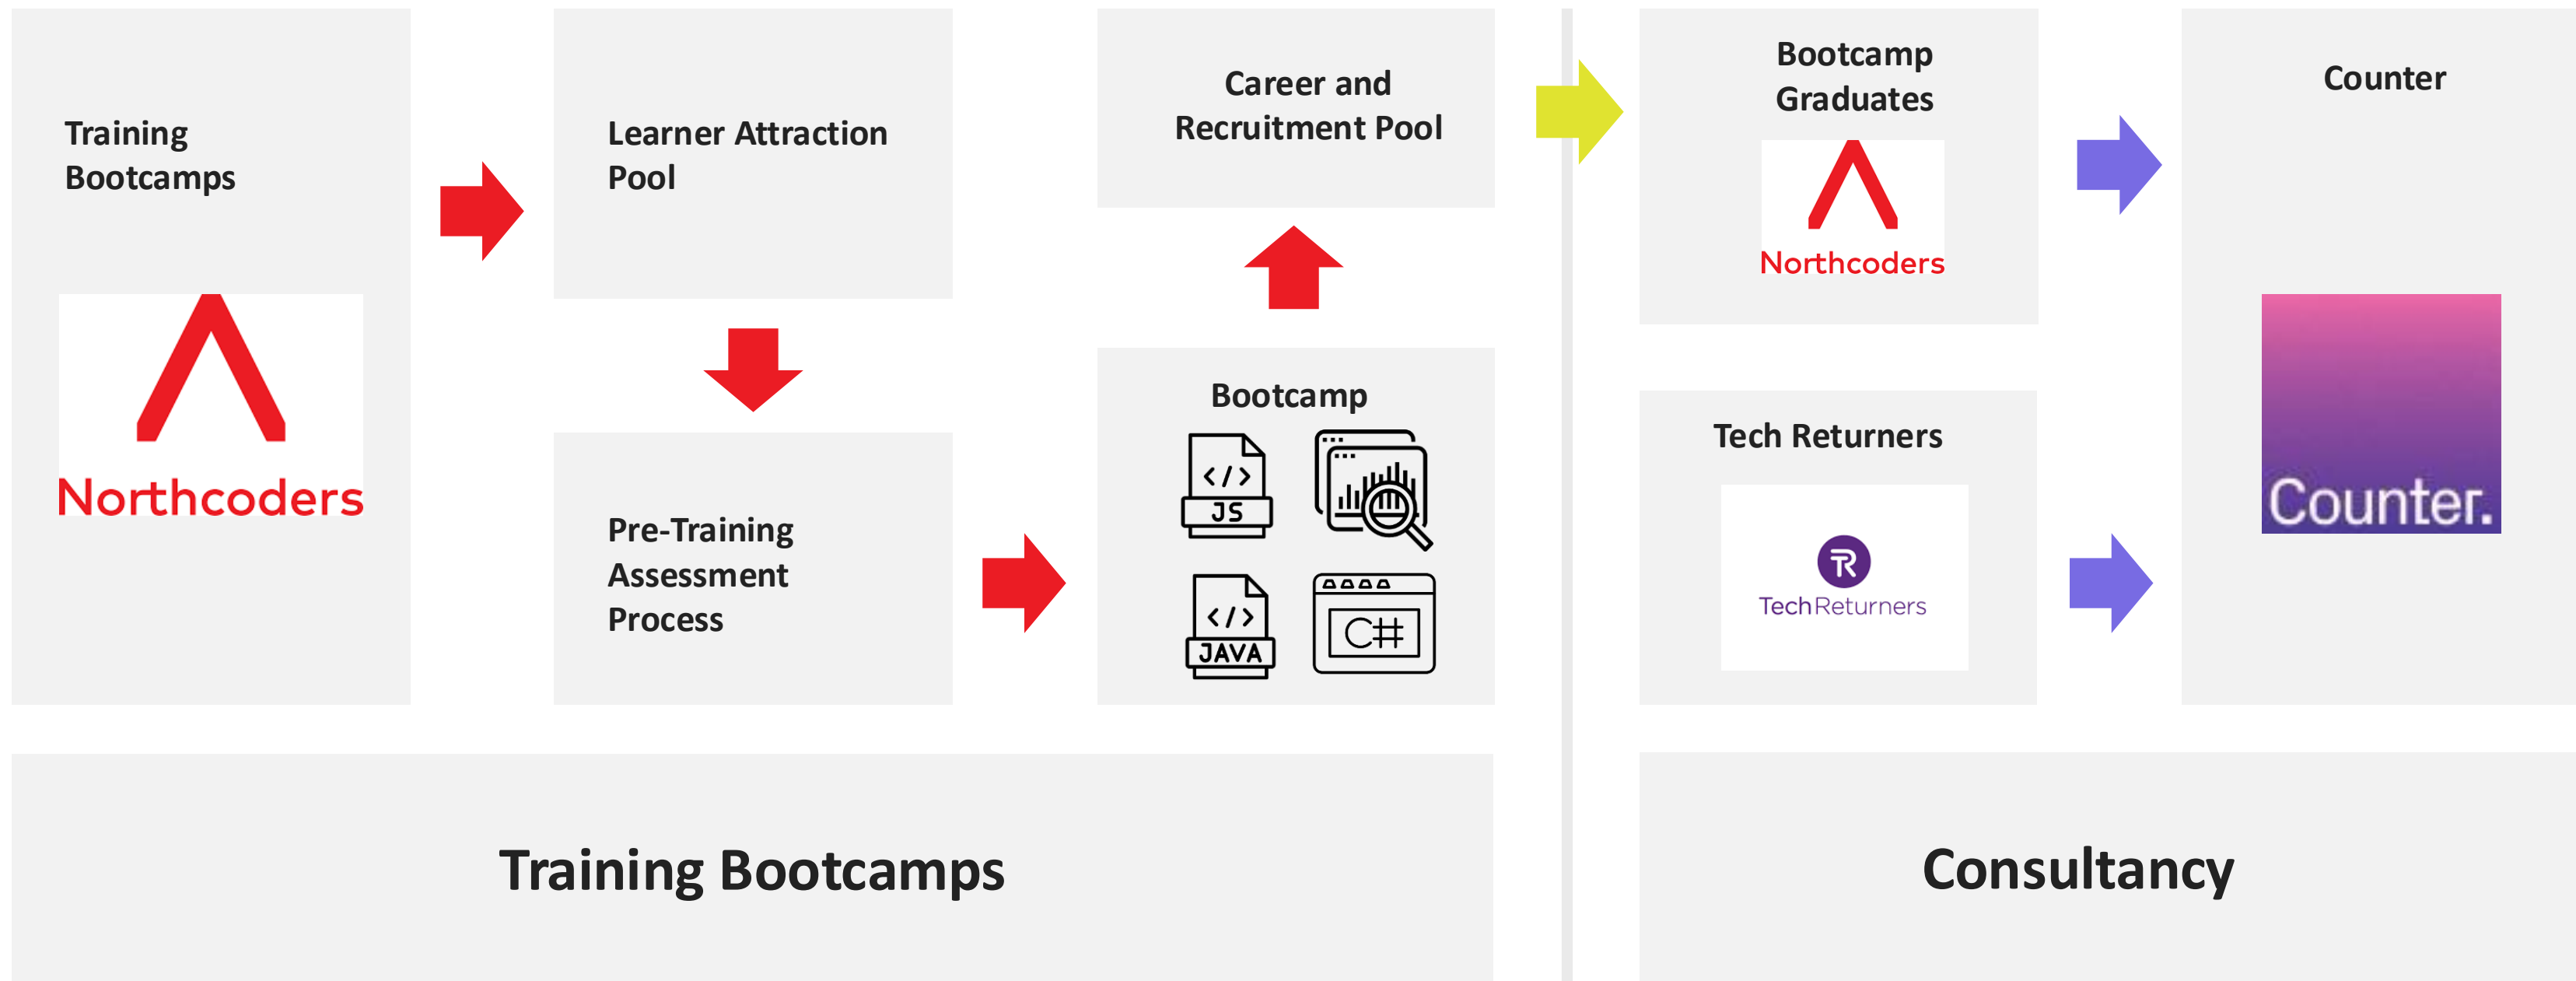 Training
Bootcamps
Northcoders
Learner Attraction
Pool
Pre-Training
Assessment
Process
Career and
Recruitment Pool
Bootcamp
</>
JS
</>
JAVA
C#
Training Bootcamps
Bootcamp
Graduates
Northcoders
Tech Returners
TR
TechReturners
Counter
Counter.
Consultancy